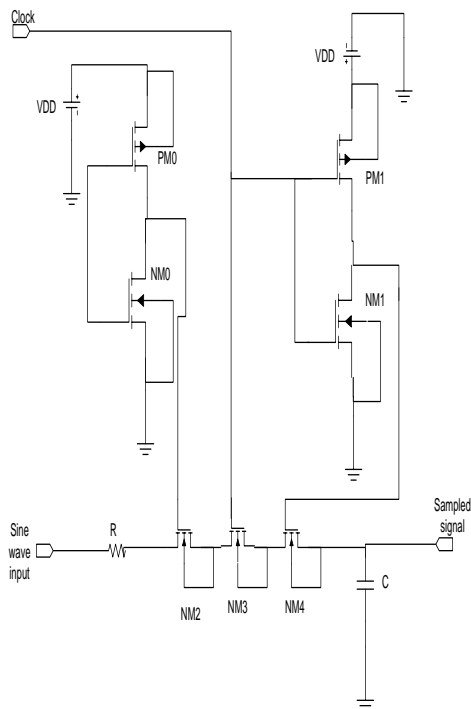 Clock
VDD
VDD
PM0
PM1
NM0
NM1
Sampled
signal
Sine
wave
input
R
C
NM2
NM3
NM4